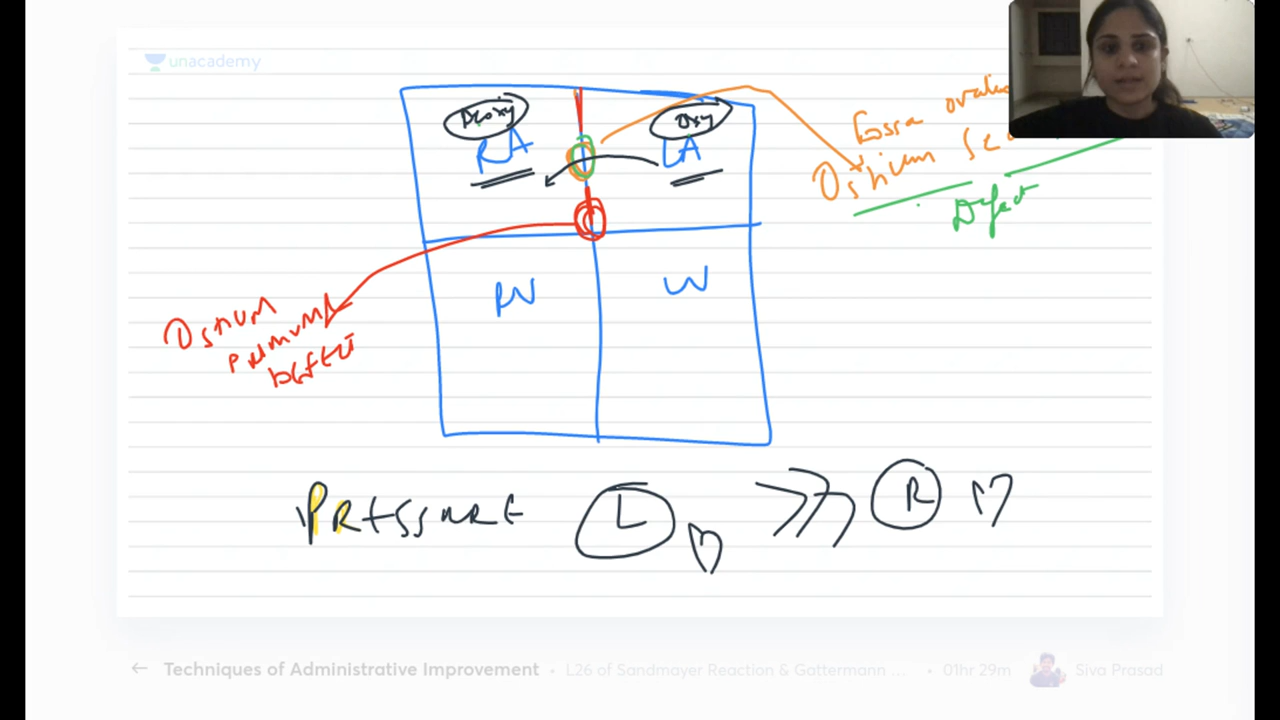 unacademy
Deoxy
Oxy
RA
LA
Fossa ovalis
Ostium
Defect
RV
LV
Ostium
Primum
Defect
PRESSURE L >>> R
Techniques of Administrative Improvement • L26 of Sandmayer Reaction & Gattermann ... • 01hr 29m Siva Prasad